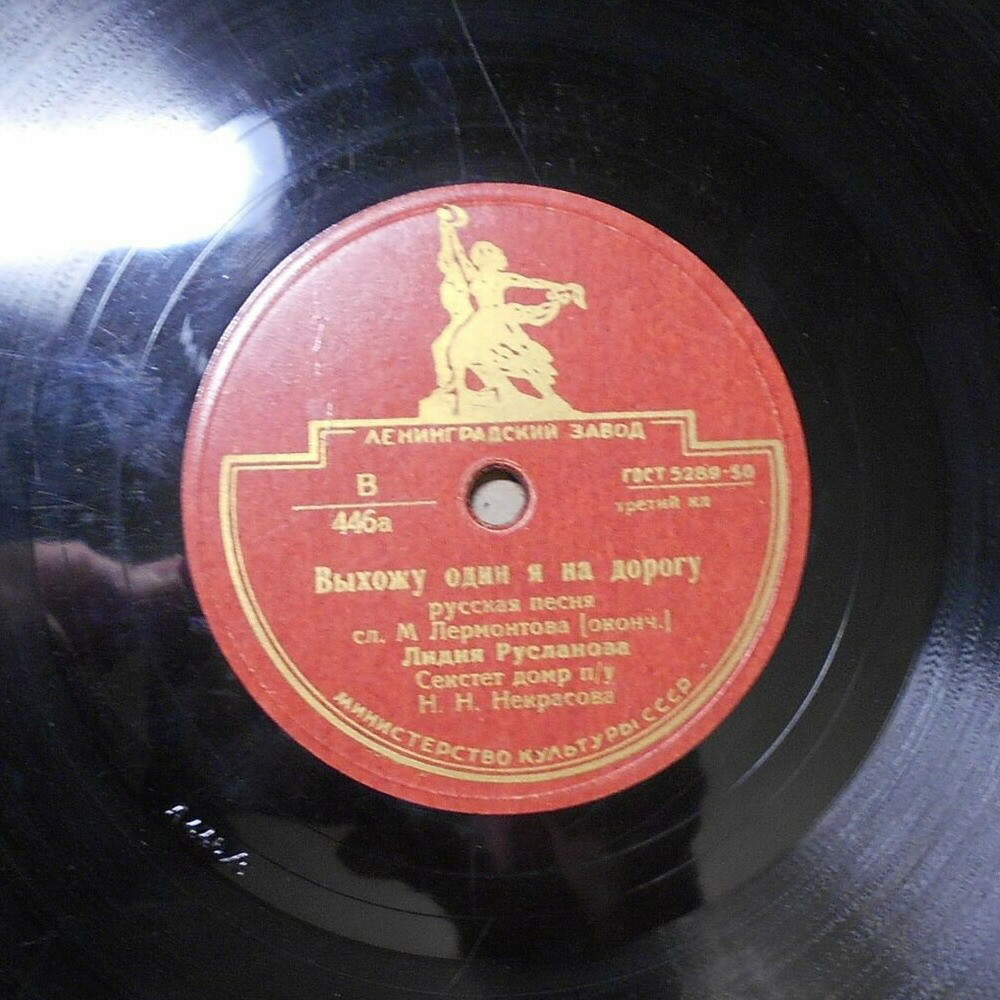 ЛЕНИНГРАДСКИЙ ЗАВОД
В
446а
ГОСТ 5289-50
третий кл
Выхожу один я на дорогу
русская песня
сл. М Лермонтова [оконч.]
Лидия Русланова
Секстет домр п/у
Н. Н. Некрасова
МИНИСТЕРСТВО КУЛЬТУРЫ СССР